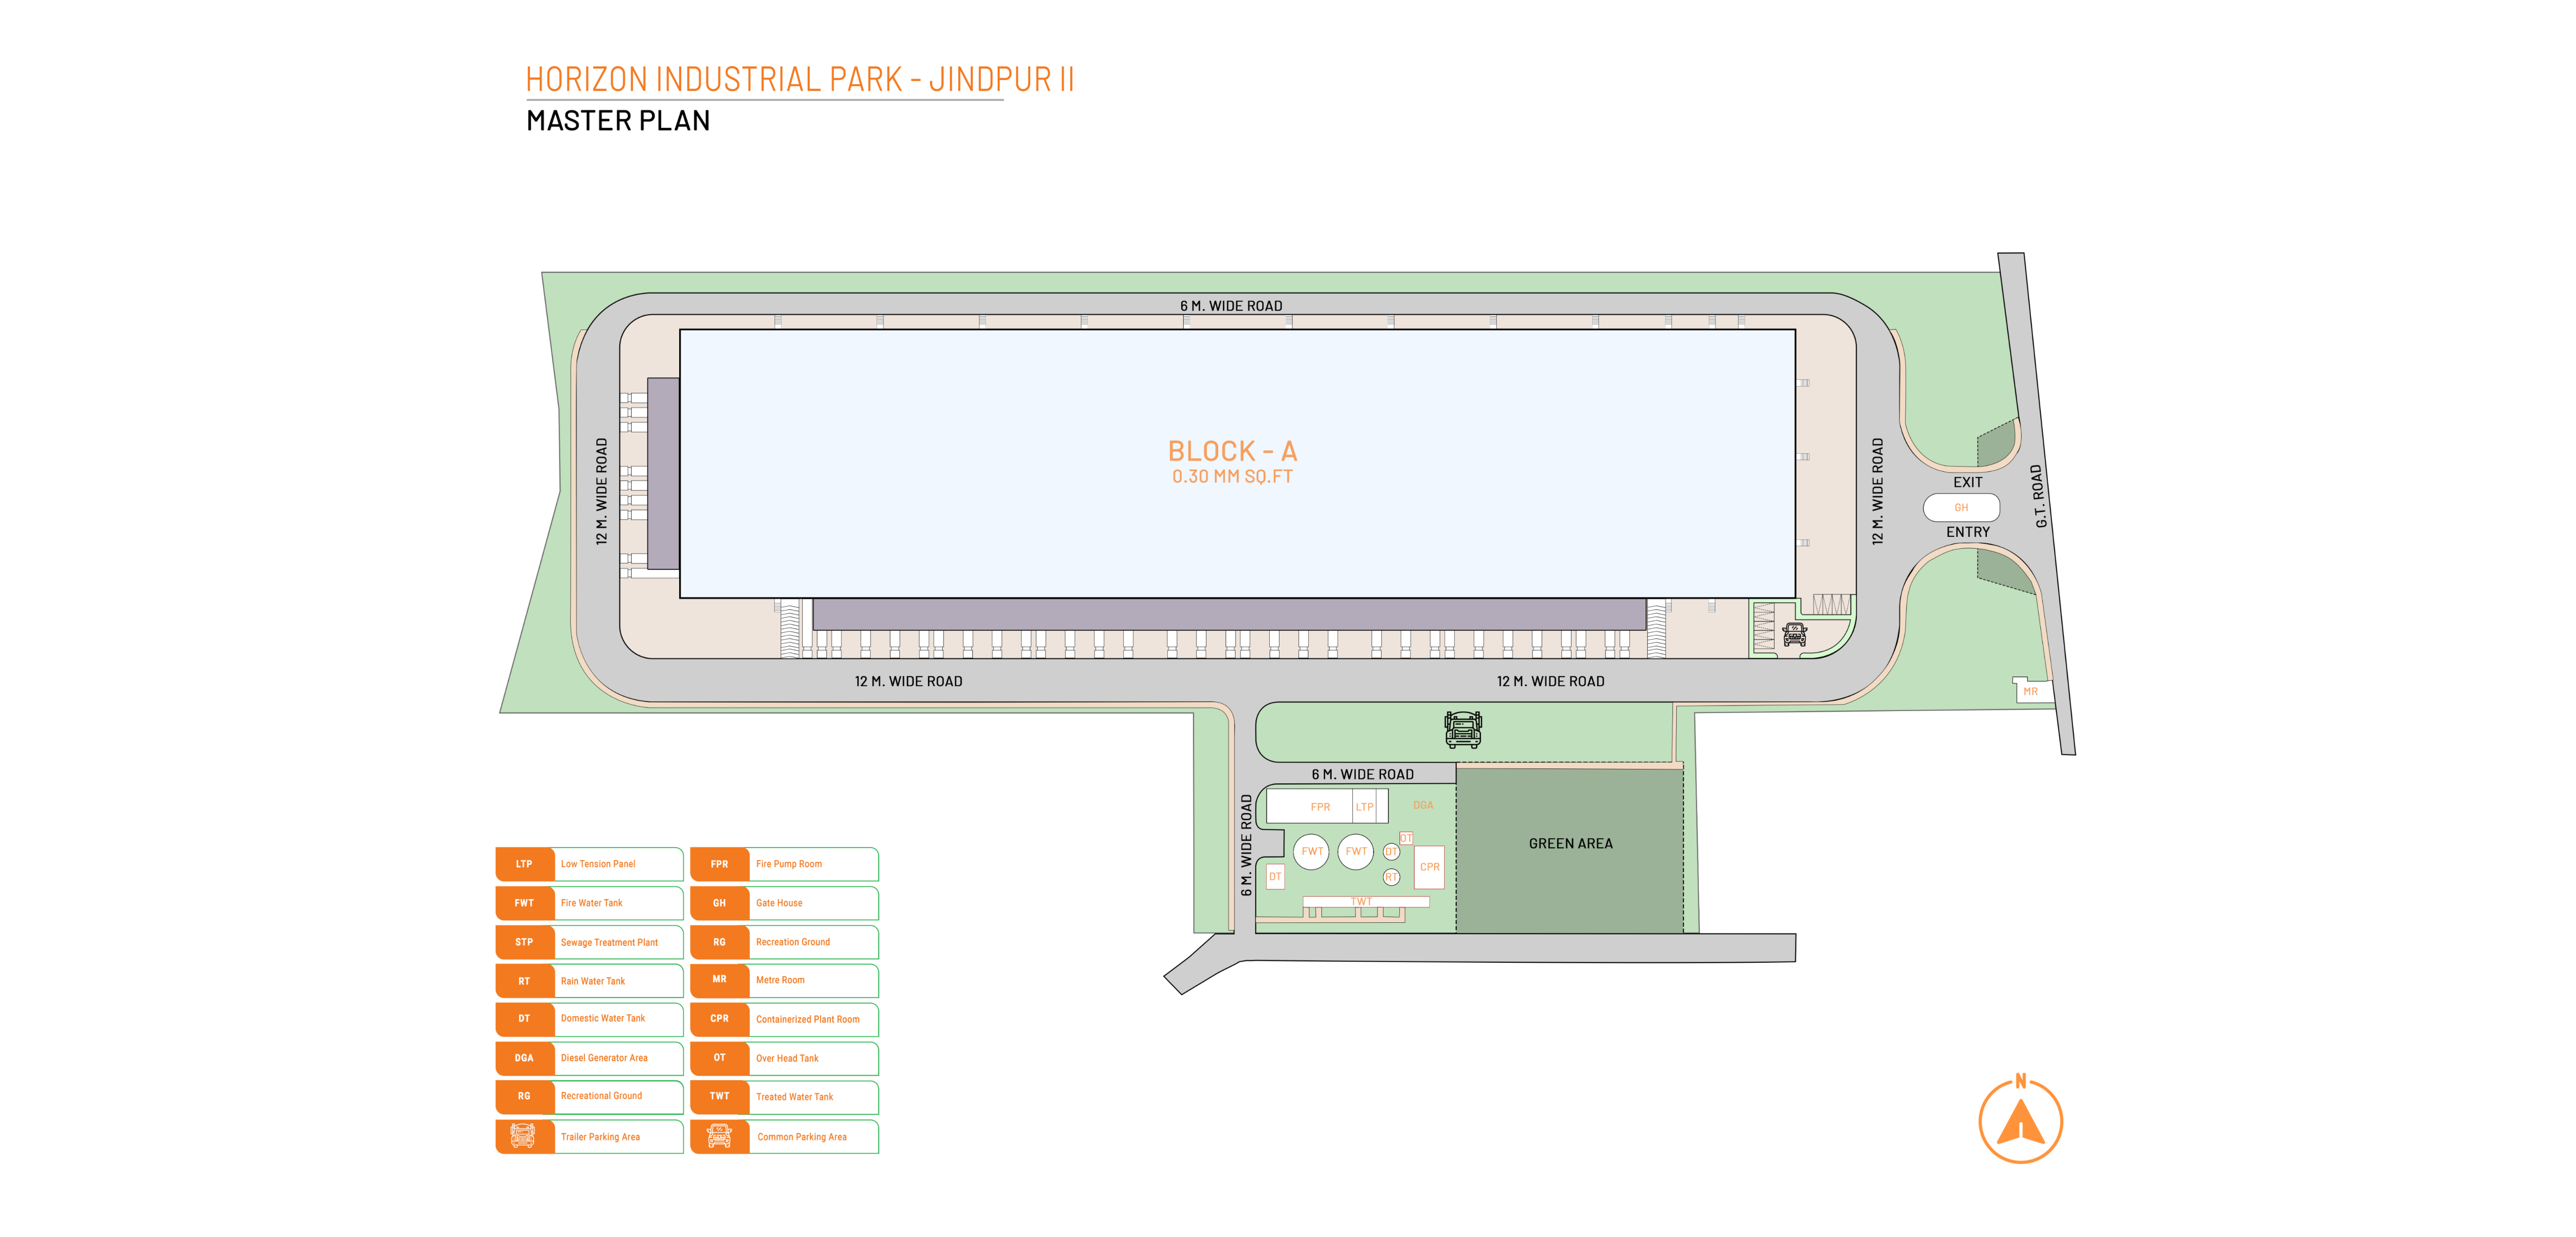 HORIZON INDUSTRIAL PARK - JINDPUR II
MASTER PLAN
6 M. WIDE ROAD
12 M. WIDE ROAD
BLOCK - A
0.30 MM SQ.FT
12 M. WIDE ROAD
EXIT
GH
ENTRY
G.T. ROAD
12 M. WIDE ROAD
12 M. WIDE ROAD
MR
6 M. WIDE ROAD
6 M. WIDE ROAD
FPR
LTP
DGA
OT
FWT
FWT
DT
CPR
DT
RT
TWT
GREEN AREA
LTP Low Tension Panel
FPR Fire Pump Room
FWT Fire Water Tank
GH Gate House
STP Sewage Treatment Plant
RG Recreation Ground
RT Rain Water Tank
MR Metre Room
DT Domestic Water Tank
CPR Containerized Plant Room
DGA Diesel Generator Area
OT Over Head Tank
RG Recreational Ground
TWT Treated Water Tank
Trailer Parking Area
Common Parking Area
N